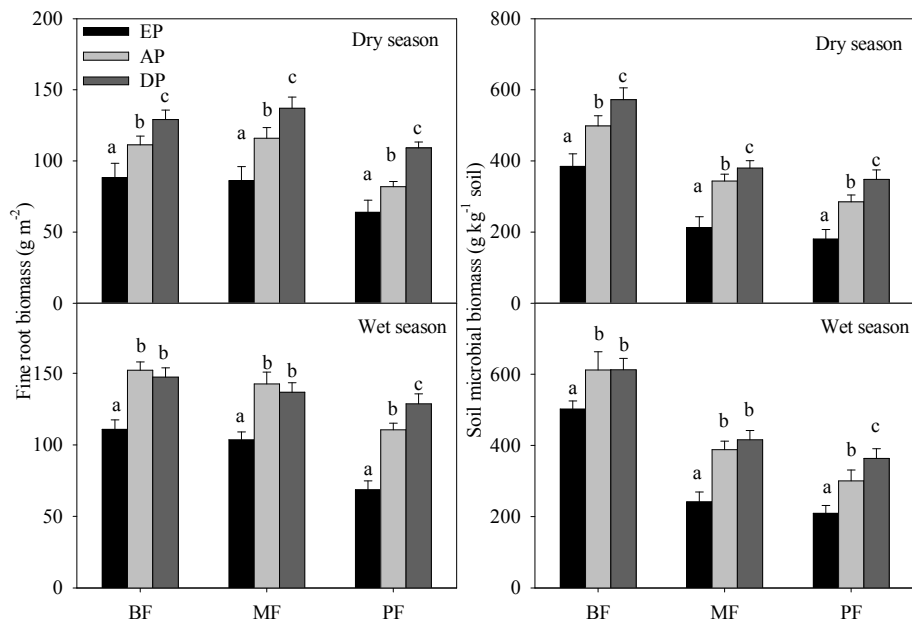 Fine root biomass (g m⁻²)
200
150
100
50
0
EP
AP
DP
Dry season
a b c
a b c
a b c
150
100
50
0
Wet season
a b b
a b b
a b c
BF MF PF
Soil microbial biomass (g kg⁻¹ soil)
800
600
400
200
0
Dry season
a b c
a b c
a b c
600
400
200
0
Wet season
a b b
a b b
a b c
BF MF PF